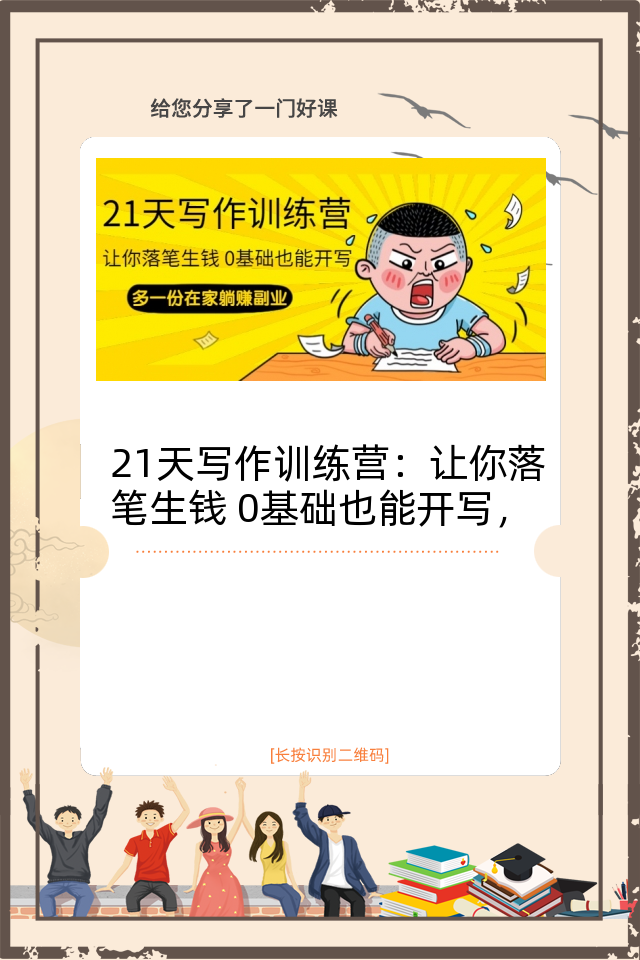 给您分享了一门好课
21天写作训练营
让你落笔生钱 0基础也能开写
多一份在家躺赚副业
21天写作训练营：让你落
笔生钱 0基础也能开写，
[长按识别二维码]